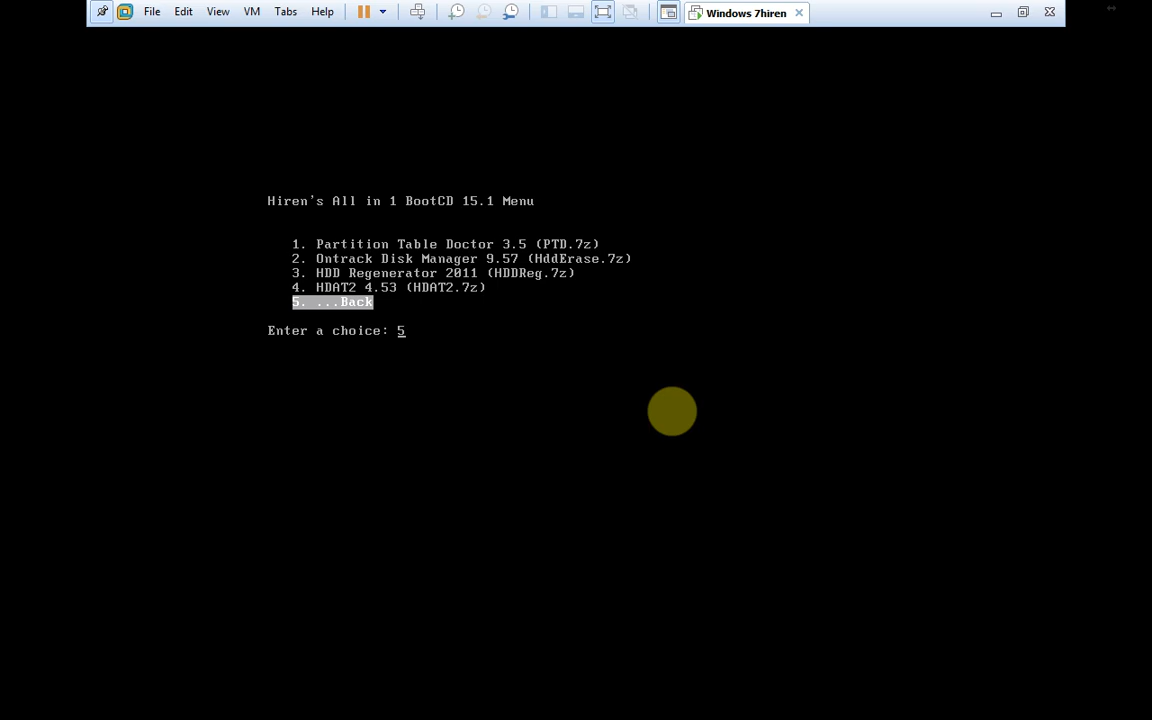 File Edit View VM Tabs Help Windows 7hiren
Hiren's All in 1 BootCD 15.1 Menu
1. Partition Table Doctor 3.5 (PTD.7z)
2. Ontrack Disk Manager 9.57 (HddErase.7z)
3. HDD Regenerator 2011 (HDDReg.7z)
4. HDAT2 4.53 (HDAT2.7z)
5. ...Back
Enter a choice: 5